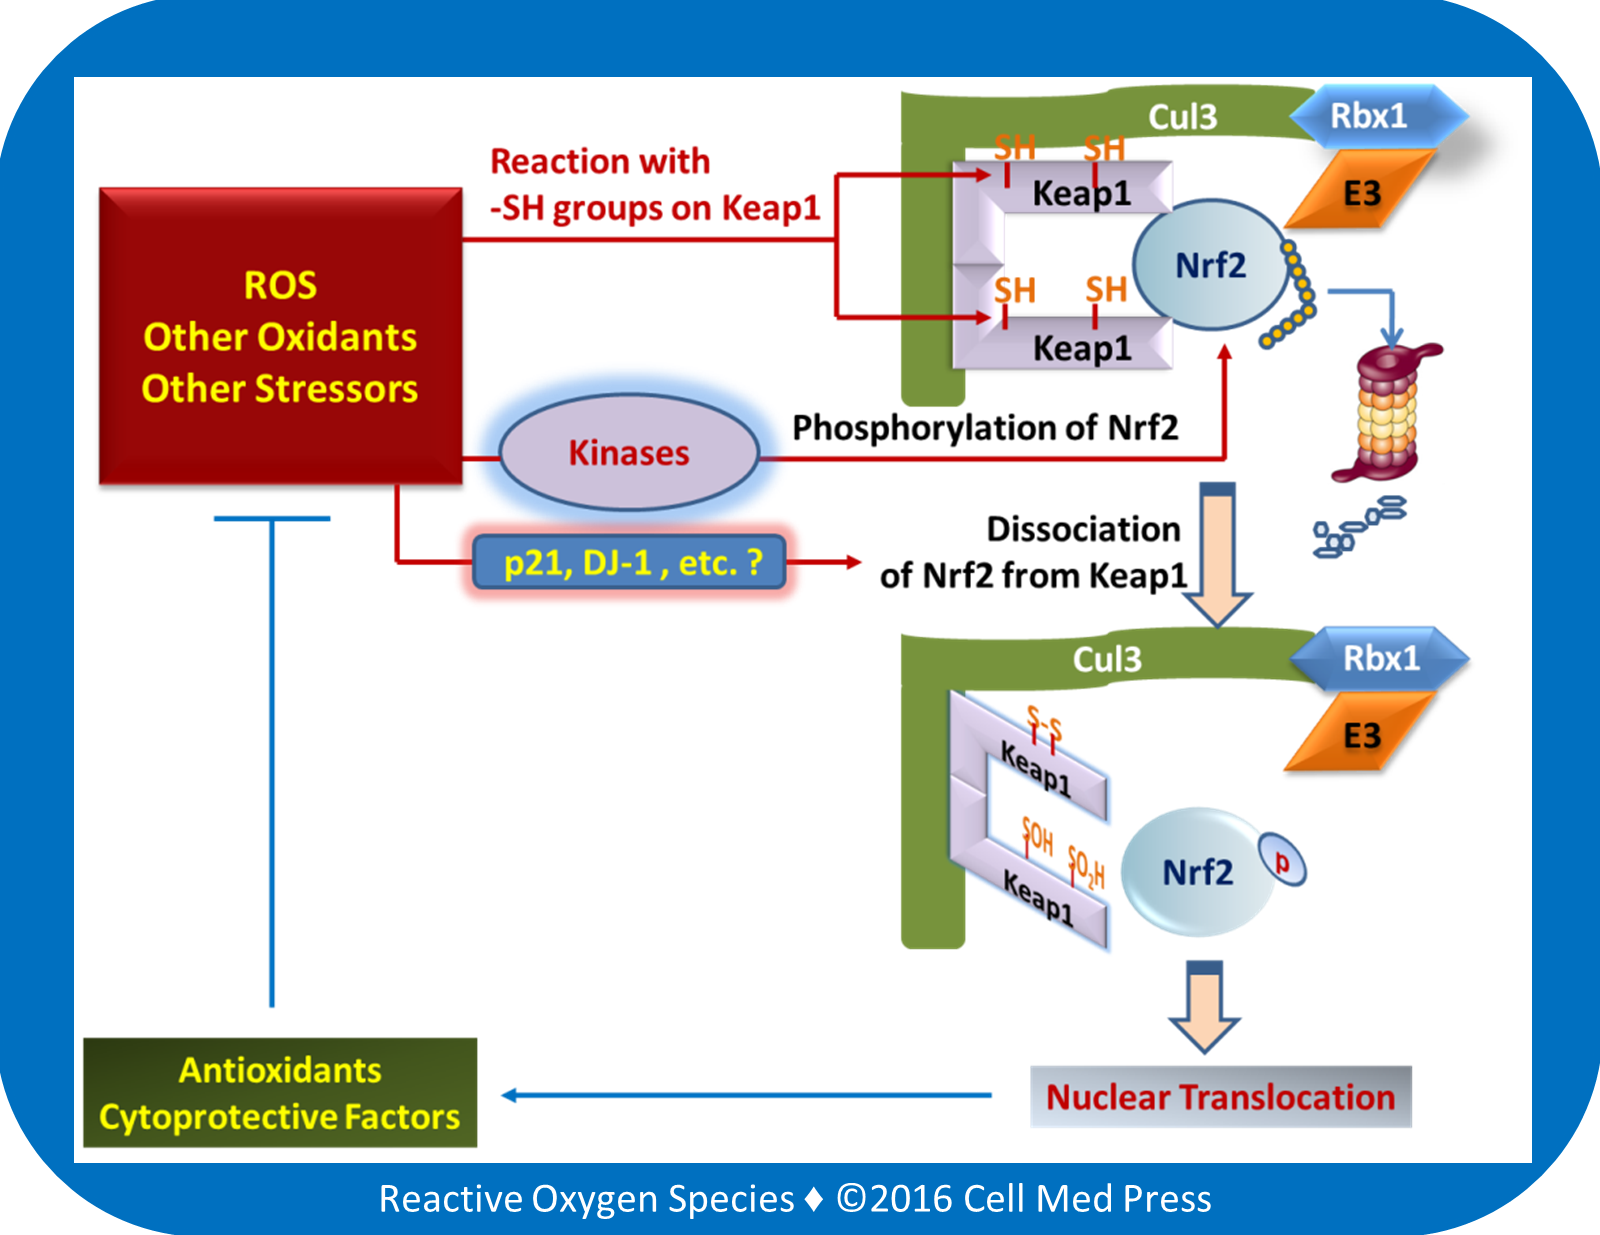 Cul3
Rbx1
SH
SH
Reaction with
-SH groups on Keap1
Keap1
E3
ROS
Other Oxidants
Other Stressors
Nrf2
SH
SH
Keap1
Kinases
Phosphorylation of Nrf2
p21, DJ-1 , etc. ?
Dissociation
of Nrf2 from Keap1
Cul3
Rbx1
S-S
Keap1
E3
SOH
SO₂H
Keap1
Nrf2
p
Antioxidants
Cytoprotective Factors
Nuclear Translocation
Reactive Oxygen Species ♦ ©2016 Cell Med Press